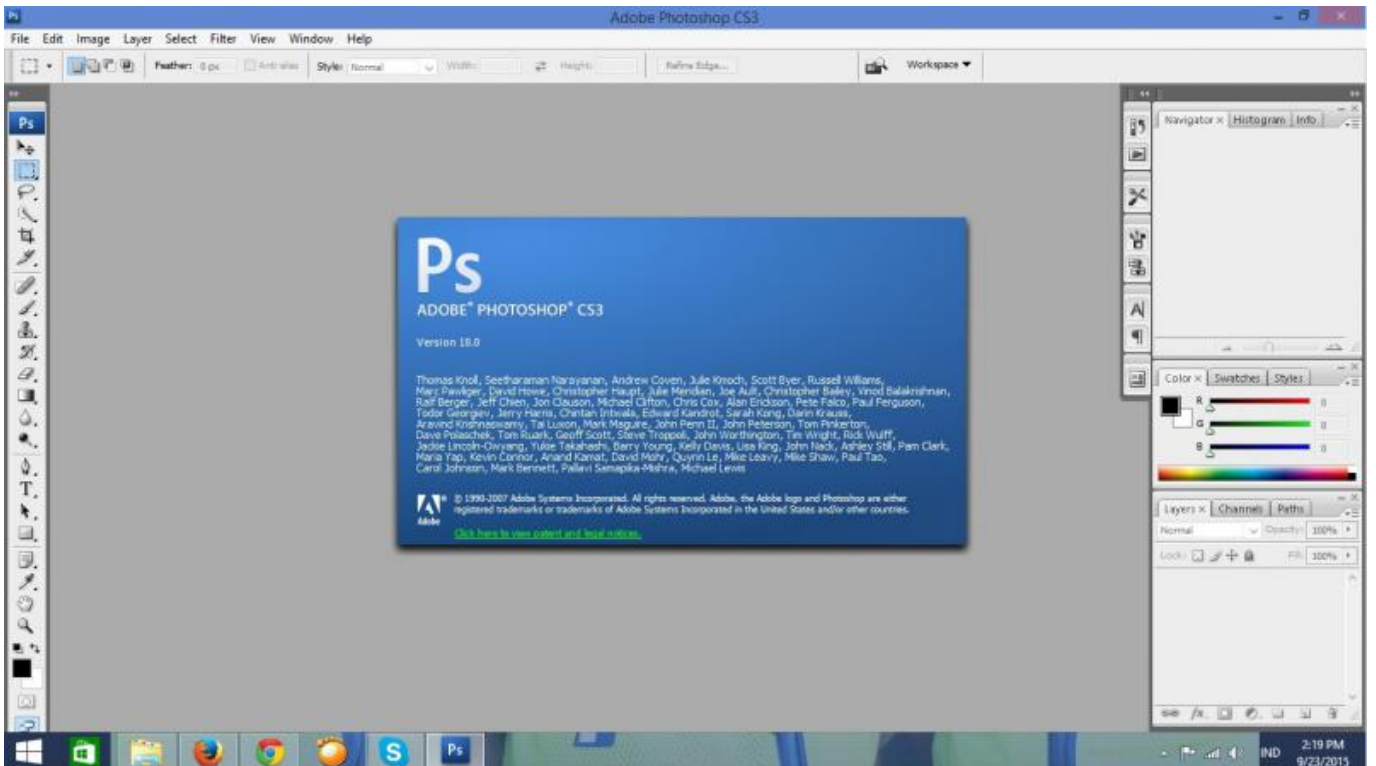 Ps
Adobe Photoshop CS3
File Edit Image Layer Select Filter View Window Help
Feather: 0 px Anti-alias Style: Normal Width: Height: Refine Edge... Workspace
Ps
Navigator x Histogram Info
Ps
ADOBE® PHOTOSHOP® CS3
Version 10.0
Thomas Knoll, Seetharaman Narayanan, Andrew Coven, Julie Kmoch, Scott Byer, Russell Williams,
Marc Pawliger, David Howe, Christopher Haupt, Julie Meridian, Joe Ault, Christopher Bailey, Vinod Balakrishnan,
Ralf Berger, Jeff Chien, Jon Clauson, Michael Clifton, Chris Cox, Alan Erickson, Pete Falco, Paul Ferguson,
Todor Georgiev, Jerry Harris, Chintan Intwala, Edward Kandrot, Sarah Kong, Darin Krauss,
Aravind Krishnaswamy, Tai Luxon, Mark Maguire, John Penn II, John Peterson, Tom Pinkerton,
Dave Polaschek, Tom Ruark, Geoff Scott, Steve Troppoli, John Worthington, Tim Wright, Rick Wulff,
Jackie Lincoln-Owyang, Yukie Takahashi, Barry Young, Kelly Davis, Lisa King, John Nack, Ashley Still, Pam Clark,
Maria Yap, Kevin Connor, Anand Kamat, David Mohr, Quynn Le, Mike Leavy, Mike Shaw, Paul Tao,
Carol Johnson, Mark Bennett, Pallavi Samapika-Mishra, Michael Lewis
© 1990-2007 Adobe Systems Incorporated. All rights reserved. Adobe, the Adobe logo and Photoshop are either
registered trademarks or trademarks of Adobe Systems Incorporated in the United States and/or other countries.
Adobe
Click here to view patent and legal notices.
Color x Swatches Styles
R 0
G 0
B 0
Layers x Channels Paths
Normal Opacity: 100%
Lock: Fill: 100%
T
fx
S Ps
IND 2:19 PM
9/23/2015